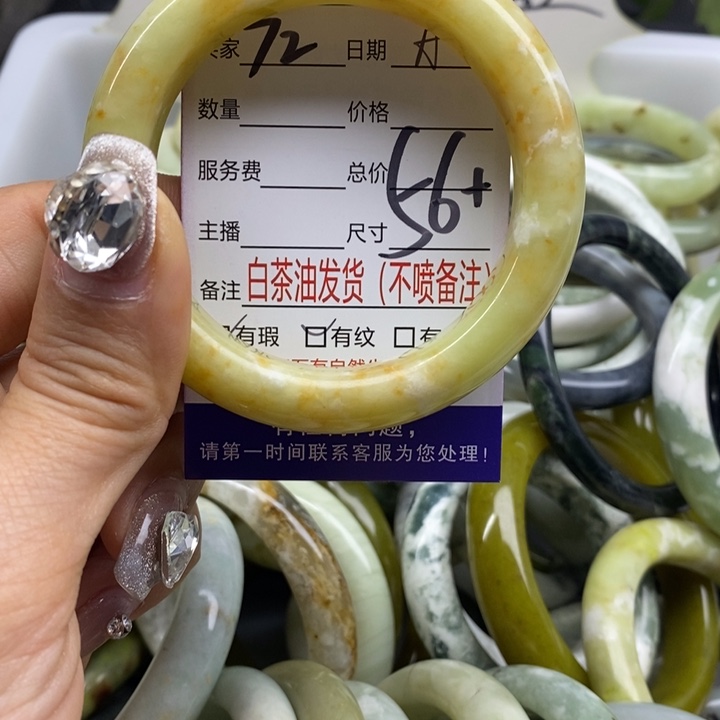 家 72 日期
数量 价格
服务费 总价
主播 尺寸 56+
备注 白茶油发货（不喷备注）
有瑕 有纹 有
请第一时间联系客服为您处理！